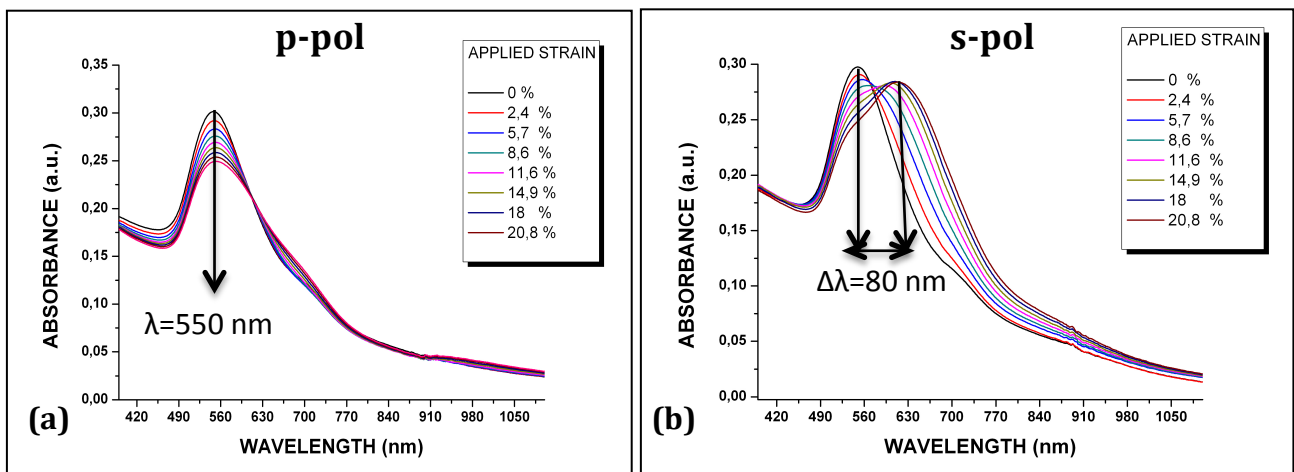 p-pol
APPLIED STRAIN
0 %
2,4 %
5,7 %
8,6 %
11,6 %
14,9 %
18 %
20,8 %
0,35
0,30
0,25
0,20
0,15
0,10
0,05
0,00
ABSORBANCE (a.u.)
λ=550 nm
420 490 560 630 700 770 840 910 980 1050
WAVELENGTH (nm)
(a)
s-pol
APPLIED STRAIN
0 %
2,4 %
5,7 %
8,6 %
11,6 %
14,9 %
18 %
20,8 %
0,30
0,25
0,20
0,15
0,10
0,05
0,00
ABSORBANCE (a.u.)
Δλ=80 nm
420 490 560 630 700 770 840 910 980 1050
WAVELENGTH (nm)
(b)